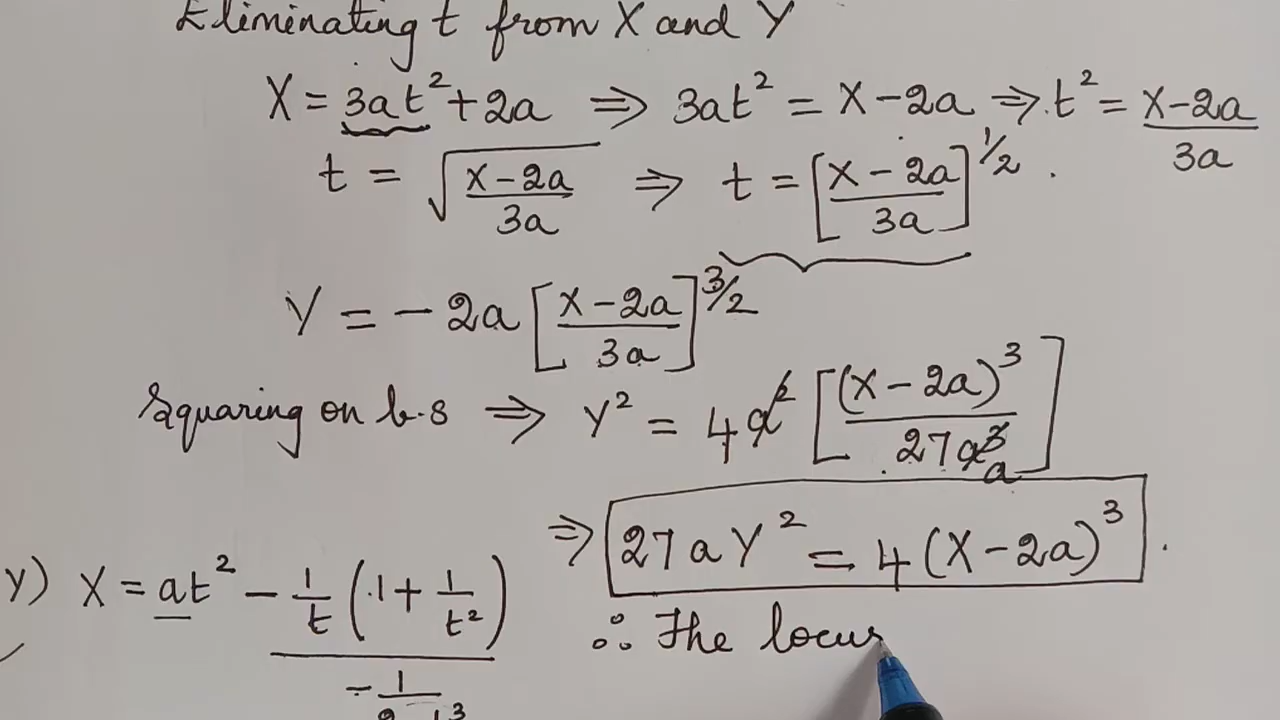 Eliminating t from X and Y
X = 3at² + 2a ⇒ 3at² = X − 2a ⇒ t² = (X − 2a)/3a
t = √((X − 2a)/3a) ⇒ t = [(X − 2a)/3a]^1/2 .
Y = − 2a [(X − 2a)/3a]^3/2
Squaring on b.s ⇒ Y² = 4a² [(X − 2a)³/27a³ a]
⇒ 27aY² = 4(X − 2a)³ .
Y) X = at² − (1/t (1 + 1/t²))/(− 1/
∴ The locus